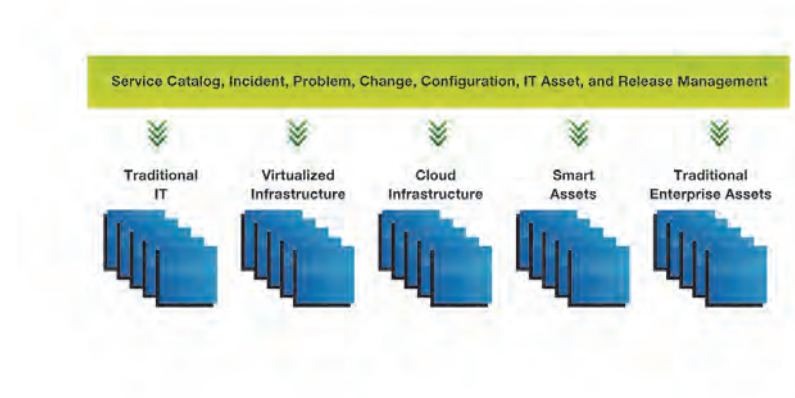 Service Catalog, Incident, Problem, Change, Configuration, IT Asset, and Release Management
Traditional
IT
Virtualized
Infrastructure
Cloud
Infrastructure
Smart
Assets
Traditional
Enterprise Assets